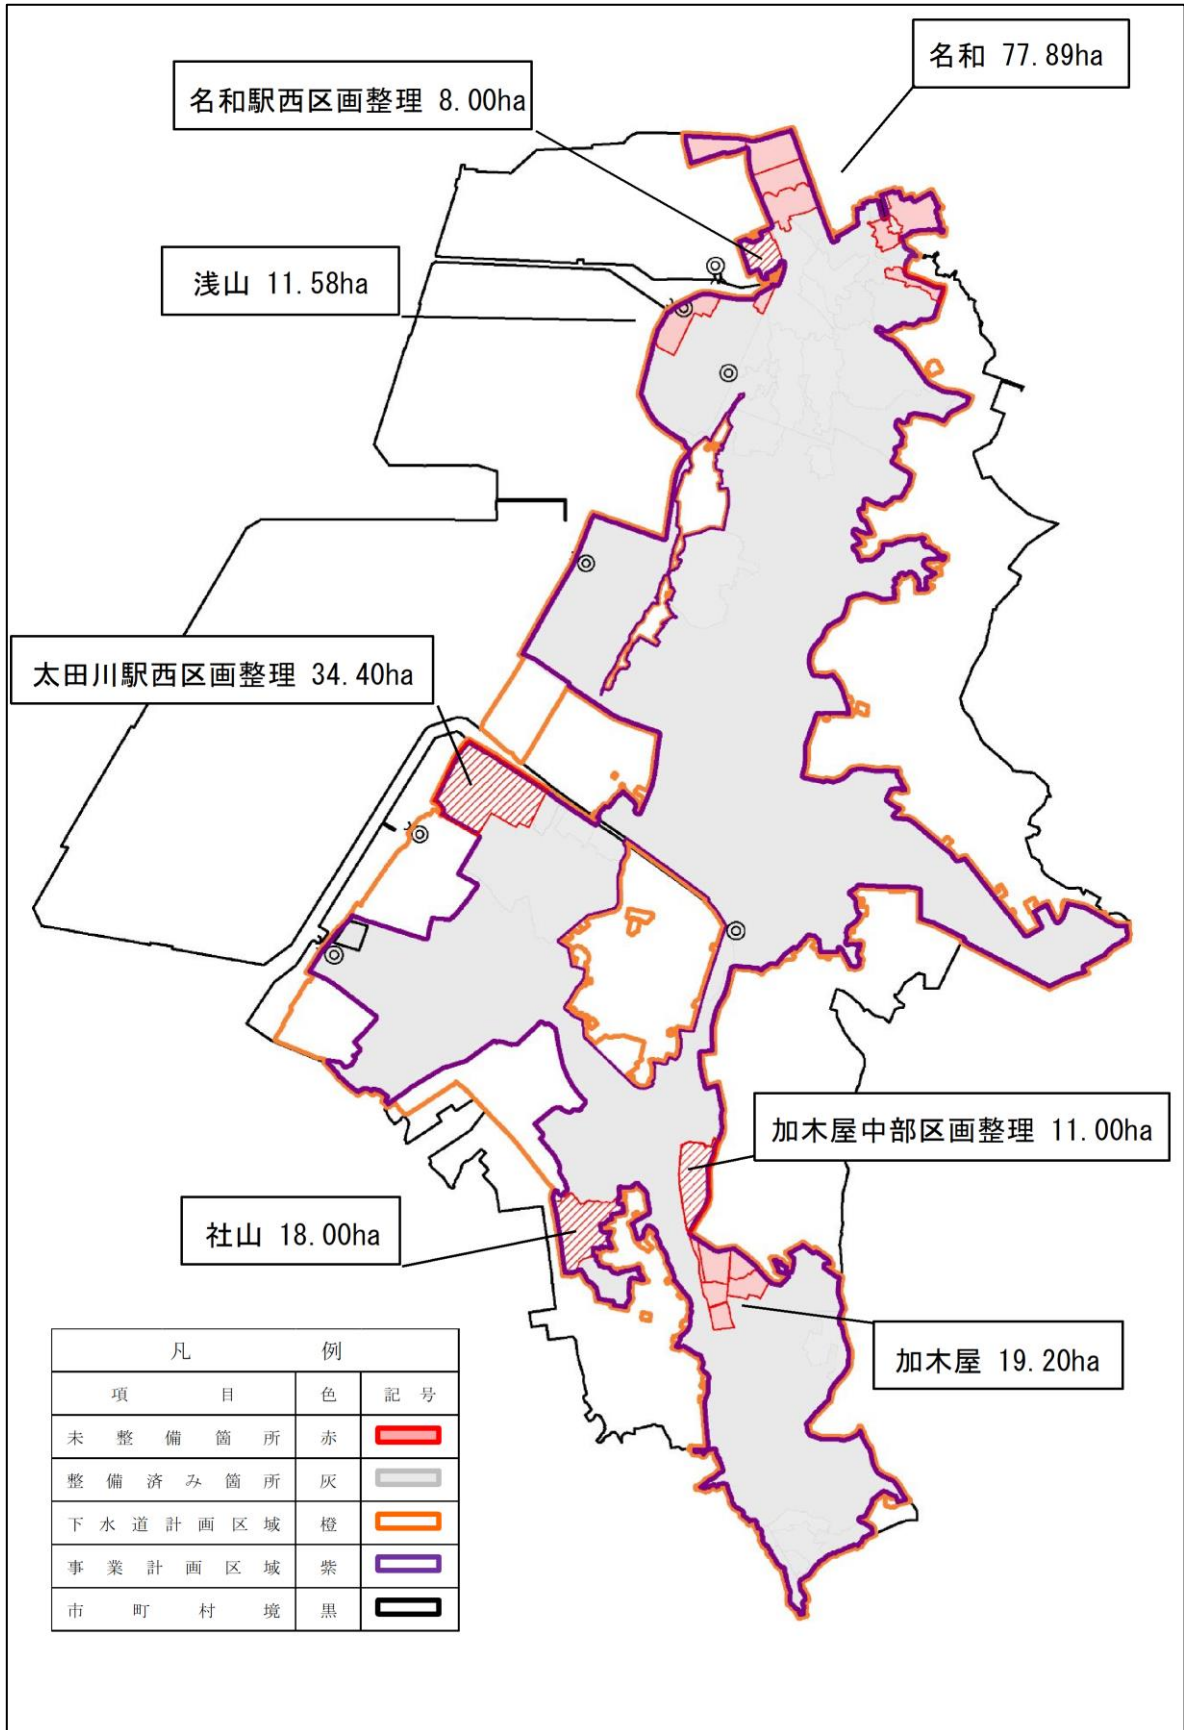 名和 77.89ha
名和駅西区画整理 8.00ha
浅山 11.58ha
太田川駅西区画整理 34.40ha
加木屋中部区画整理 11.00ha
社山 18.00ha
加木屋 19.20ha
凡 例
項 目 色 記 号
未 整 備 箇 所 赤
整 備 済 み 箇 所 灰
下 水 道 計 画 区 域 橙
事 業 計 画 区 域 紫
市 町 村 境 黒